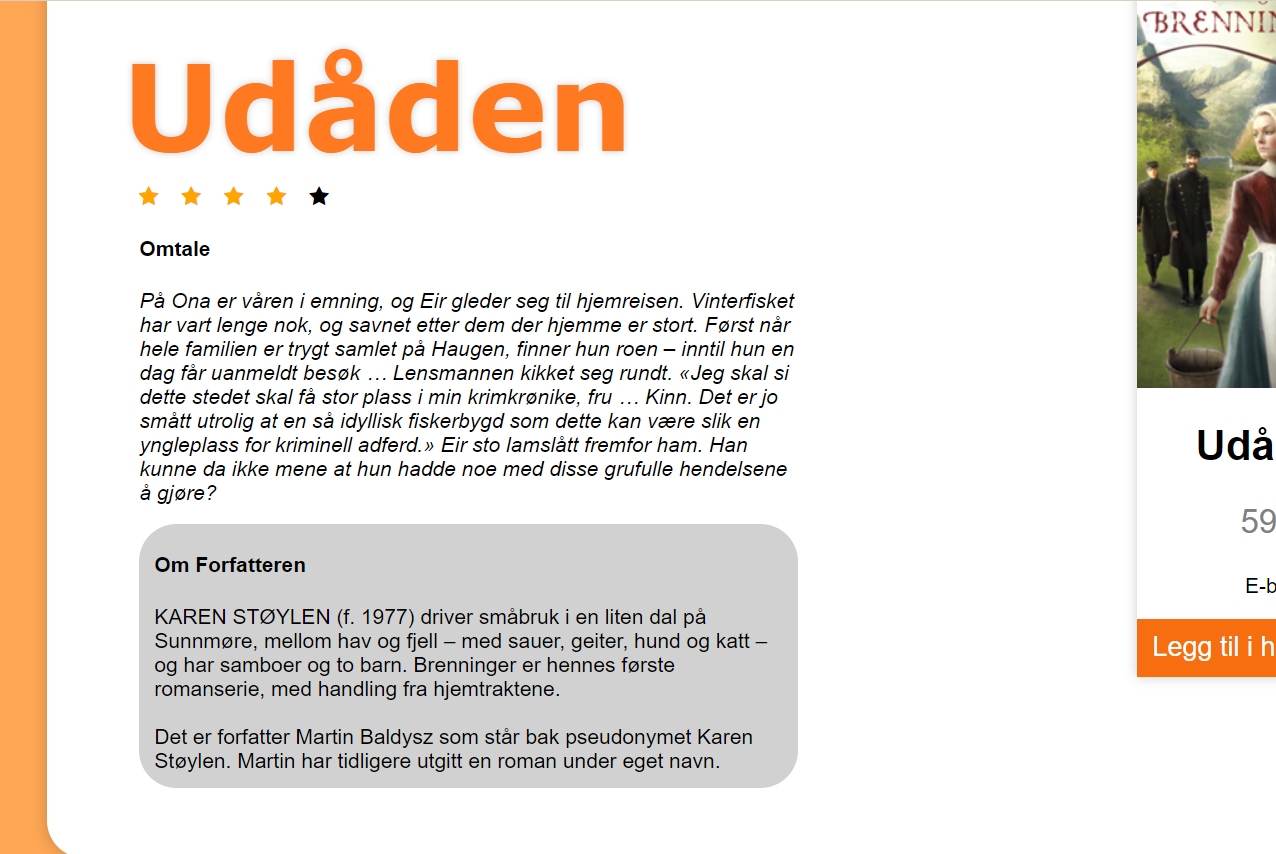 Udåden
Omtale
På Ona er våren i emning, og Eir gleder seg til hjemreisen. Vinterfisket
har vart lenge nok, og savnet etter dem der hjemme er stort. Først når
hele familien er trygt samlet på Haugen, finner hun roen – inntil hun en
dag får uanmeldt besøk … Lensmannen kikket seg rundt. «Jeg skal si
dette stedet skal få stor plass i min krimkrønike, fru … Kinn. Det er jo
smått utrolig at en så idyllisk fiskerbygd som dette kan være slik en
yngleplass for kriminell adferd.» Eir sto lamslått fremfor ham. Han
kunne da ikke mene at hun hadde noe med disse grufulle hendelsene
å gjøre?
Om Forfatteren
KAREN STØYLEN (f. 1977) driver småbruk i en liten dal på
Sunnmøre, mellom hav og fjell – med sauer, geiter, hund og katt –
og har samboer og to barn. Brenninger er hennes første
romanserie, med handling fra hjemtraktene.
Det er forfatter Martin Baldysz som står bak pseudonymet Karen
Støylen. Martin har tidligere utgitt en roman under eget navn.
BRENNIN
Udå
59
E-b
Legg til i h